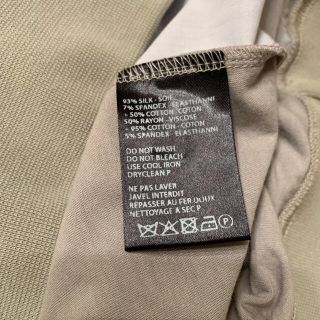 93% SILK - SOIE
7% SPANDEX - ELASTHANNE
+ 50% COTTON - COTON
50% RAYON - VISCOSE
+ 95% COTTON - COTON
5% SPANDEX - ELASTHANNE
DO NOT WASH
DO NOT BLEACH
USE COOL IRON
DRYCLEAN P
NE PAS LAVER
JAVEL INTERDIT
REPASSER AU FER DOUX
NETTOYAGE A SEC P
P